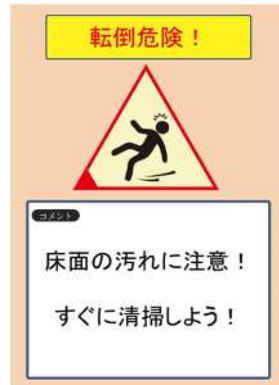 転倒危険！
コメント
床面の汚れに注意！
すぐに清掃しよう！